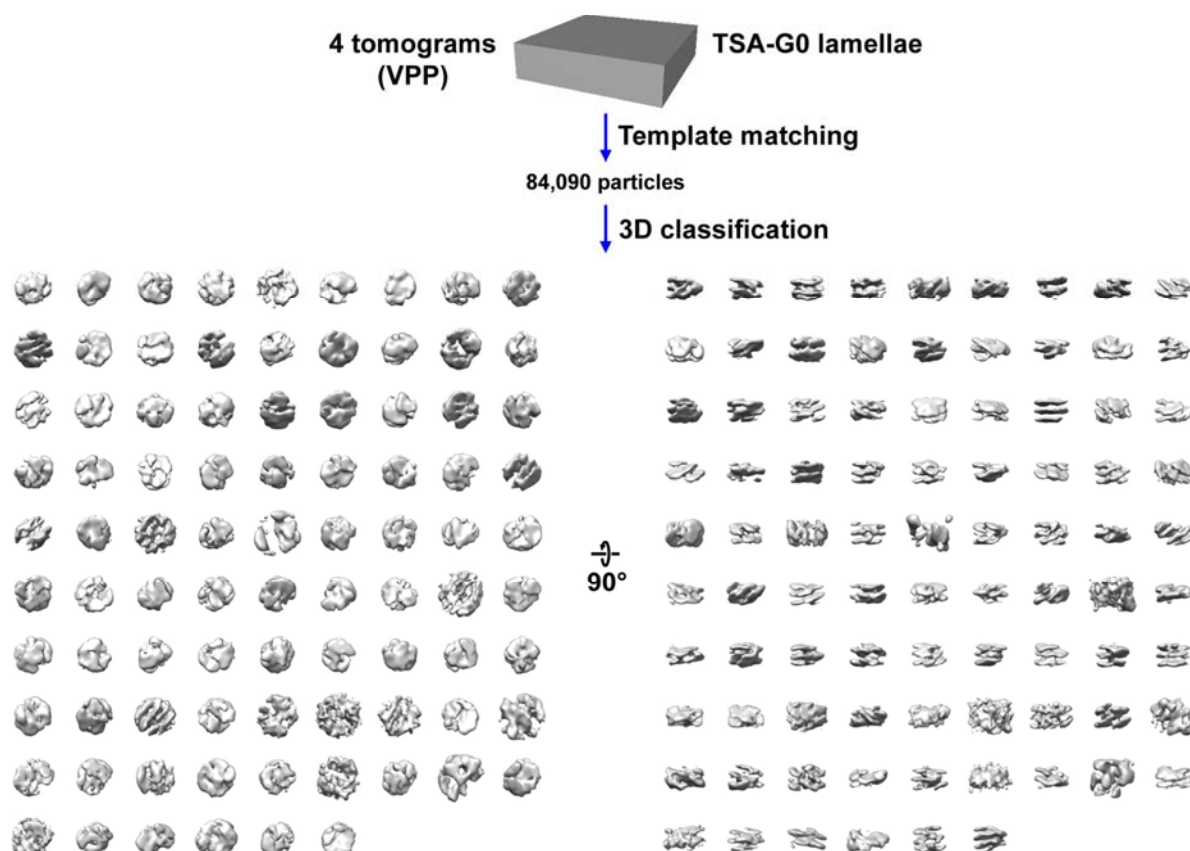 4 tomograms
(VPP)
TSA-G0 lamellae
Template matching
84,090 particles
3D classification
90°